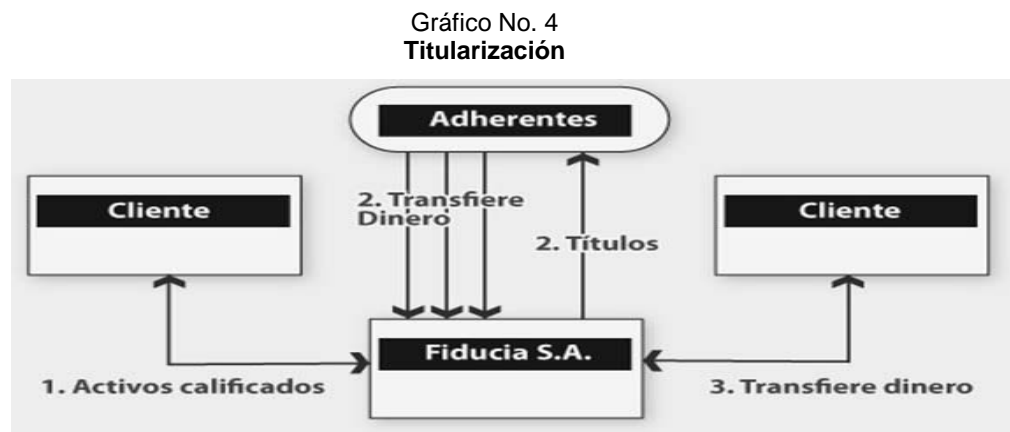 Gráfico No. 4
Titularización
Adherentes
Cliente
2. Transfiere
Dinero
Cliente
2. Títulos
Fiducia S.A.
1. Activos calificados
3. Transfiere dinero